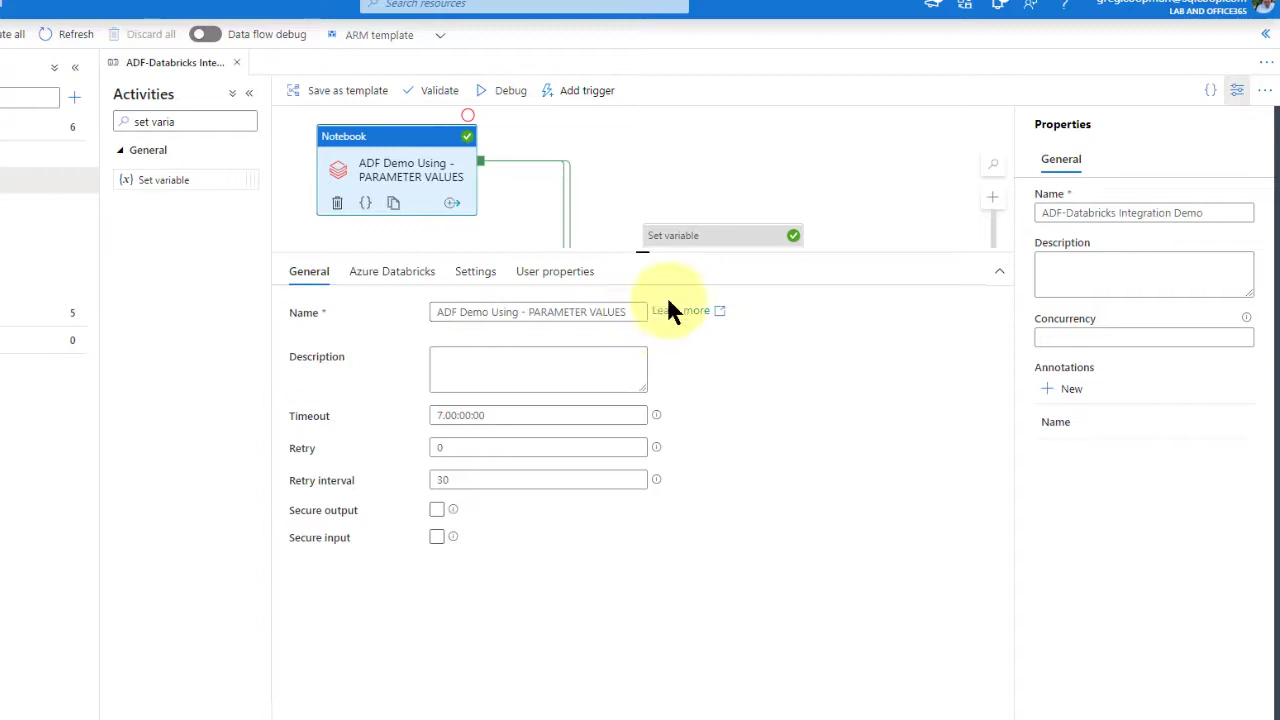 Search resources
LAB AND OFFICE365
Refresh
Discard all
Data flow debug
ARM template
ADF-Databricks Inte...
Activities
set varia
General
(x) Set variable
6
5
0
Save as template
Validate
Debug
Add trigger
{}
Notebook
ADF Demo Using -
PARAMETER VALUES
{}
Set variable
General
Azure Databricks
Settings
User properties
Name *
ADF Demo Using - PARAMETER VALUES
more
Description
Timeout
7.00:00:00
Retry
0
Retry interval
30
Secure output
Secure input
Properties
General
Name *
ADF-Databricks Integration Demo
Description
Concurrency
Annotations
New
Name